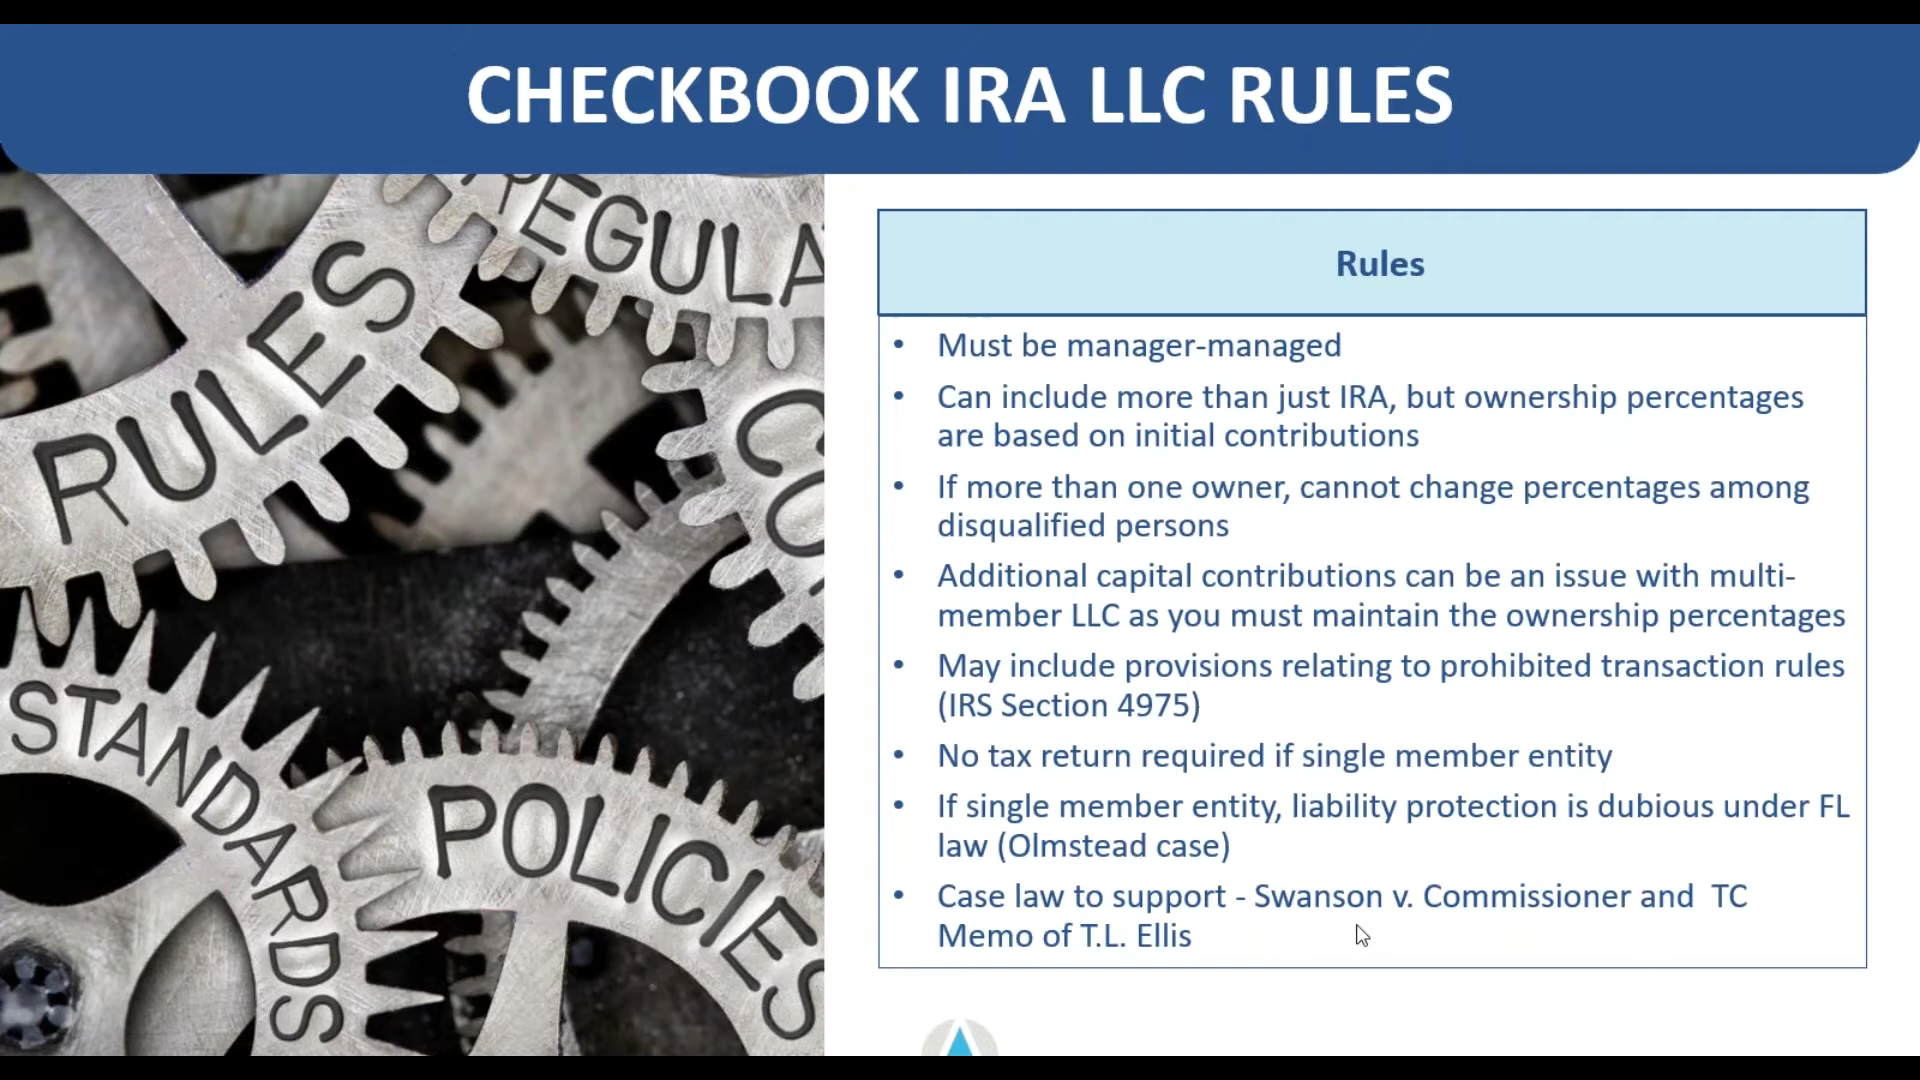 CHECKBOOK IRA LLC RULES
REGULA
RULES
CO
STANDARDS
POLICIES
Rules
• Must be manager-managed
• Can include more than just IRA, but ownership percentages
are based on initial contributions
• If more than one owner, cannot change percentages among
disqualified persons
• Additional capital contributions can be an issue with multi-
member LLC as you must maintain the ownership percentages
• May include provisions relating to prohibited transaction rules
(IRS Section 4975)
• No tax return required if single member entity
• If single member entity, liability protection is dubious under FL
law (Olmstead case)
• Case law to support - Swanson v. Commissioner and  TC
Memo of T.L. Ellis